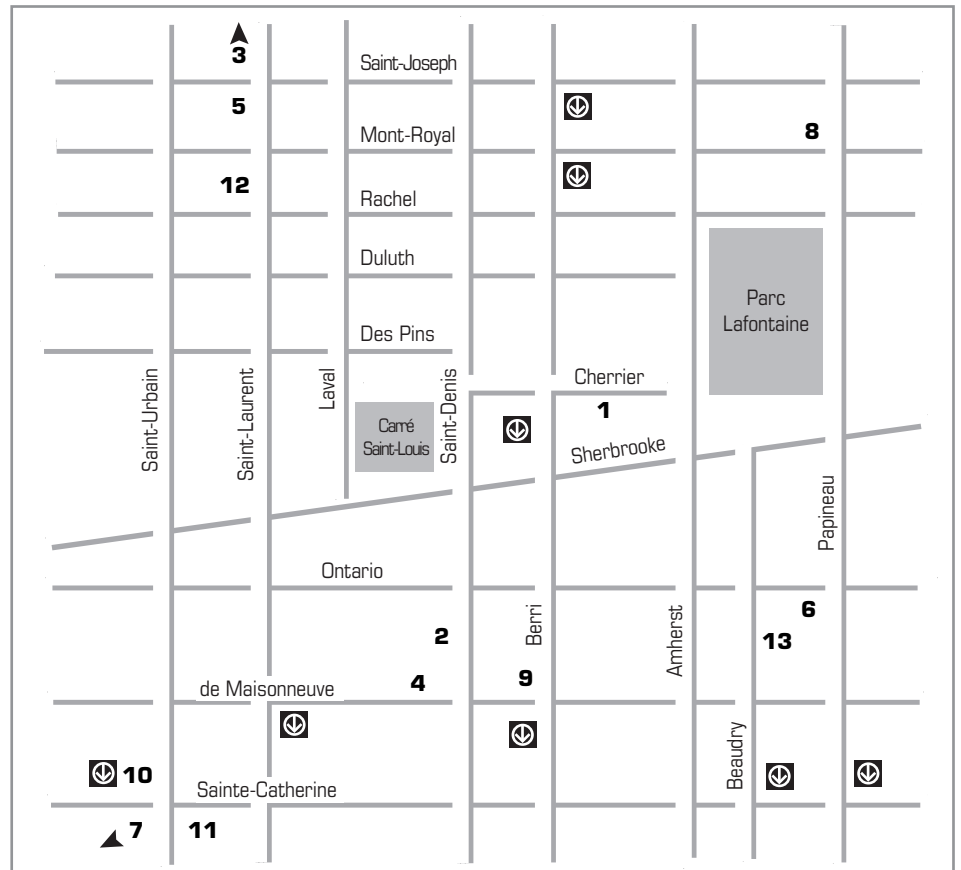 3
Saint-Joseph
5
Mont-Royal
8
12
Rachel
Duluth
Parc
Lafontaine
Des Pins
Saint-Urbain
Saint-Laurent
Laval
Saint-Denis
Cherrier
1
Carré
Saint-Louis
Sherbrooke
Papineau
Ontario
Berri
Amherst
6
2
13
9
4
de Maisonneuve
Beaudry
10
Sainte-Catherine
7
11